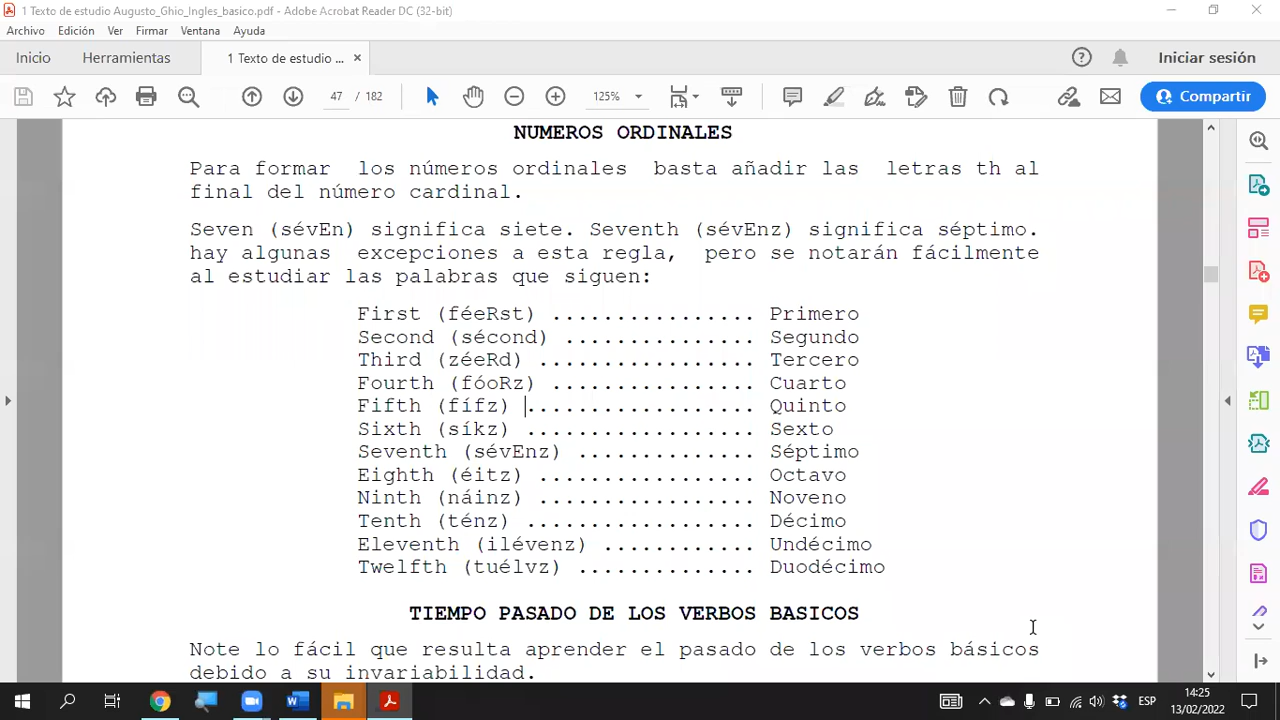 1 Texto de estudio Augusto_Ghio_Ingles_basico.pdf - Adobe Acrobat Reader DC (32-bit)
Archivo Edición Ver Firmar Ventana Ayuda
Inicio Herramientas 1 Texto de estudio ... × Iniciar sesión
47 / 182 125% Compartir
NUMEROS ORDINALES
Para formar los números ordinales basta añadir las letras th al
final del número cardinal.
Seven (sévEn) significa siete. Seventh (sévEnz) significa séptimo.
hay algunas excepciones a esta regla, pero se notarán fácilmente
al estudiar las palabras que siguen:
First (féeRst) ................ Primero
Second (sécond) ............... Segundo
Third (zéeRd) ................. Tercero
Fourth (fóoRz) ................ Cuarto
Fifth (fífz) .................. Quinto
Sixth (síkz) .................. Sexto
Seventh (sévEnz) .............. Séptimo
Eighth (éitz) ................. Octavo
Ninth (náinz) ................. Noveno
Tenth (ténz) .................. Décimo
Eleventh (ilévenz) ............ Undécimo
Twelfth (tuélvz) .............. Duodécimo
TIEMPO PASADO DE LOS VERBOS BASICOS
Note lo fácil que resulta aprender el pasado de los verbos básicos
debido a su invariabilidad.
ESP
14:25
13/02/2022